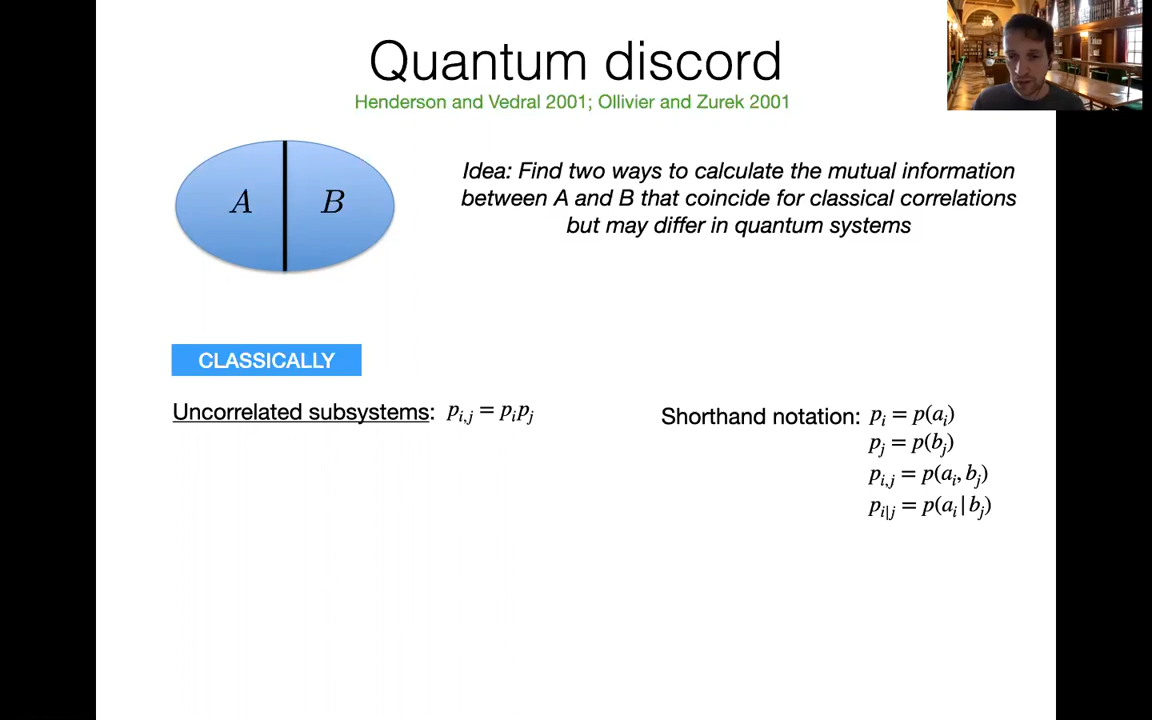 Quantum discord
Henderson and Vedral 2001; Ollivier and Zurek 2001
A B
Idea: Find two ways to calculate the mutual information
between A and B that coincide for classical correlations
but may differ in quantum systems
CLASSICALLY
Uncorrelated subsystems: p_{i,j} = p_i p_j
Shorthand notation: p_i = p(a_i)
p_j = p(b_j)
p_{i,j} = p(a_i, b_j)
p_{i|j} = p(a_i | b_j)